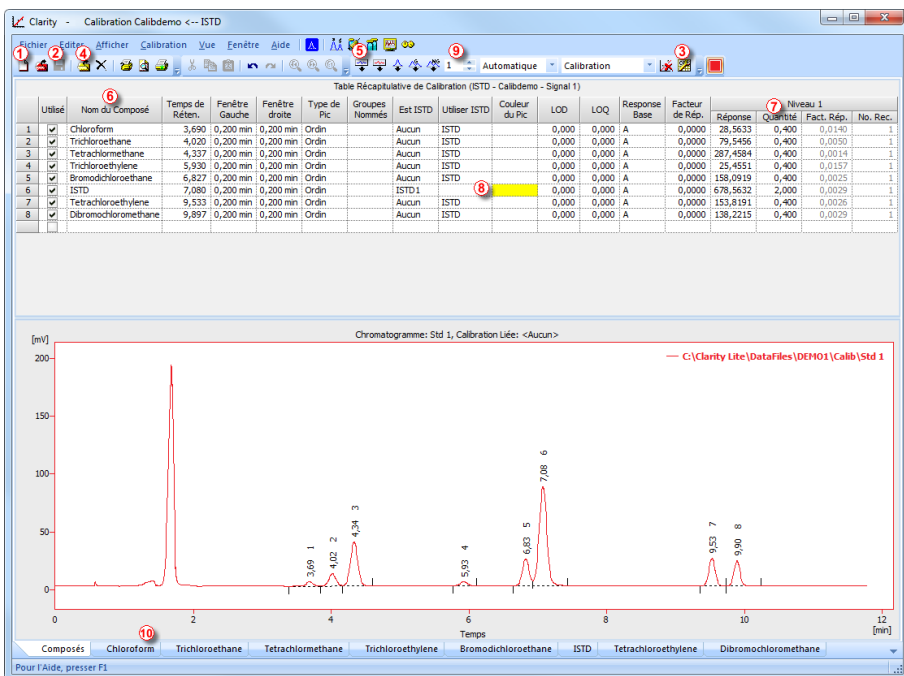 Clarity - Calibration Calibdemo <-- ISTD
Fichier Editer Afficher Calibration Vue Fenêtre Aide
1 2 4 5 9 3
1 Automatique Calibration
Table Récapitulative de Calibration (ISTD - Calibdemo - Signal 1)
6 7
Utilisé Nom du Composé Temps de Réten. Fenêtre Gauche Fenêtre droite Type de Pic Groupes Nommés Est ISTD Utiliser ISTD Couleur du Pic LOD LOQ Response Base Facteur de Rép. Niveau 1
Réponse Quantité Fact. Rép. No. Rec.
1 Chloroform 3,690 0,200 min 0,200 min Ordin Aucun ISTD 0,000 0,000 A 0,0000 28,5633 0,400 0,0140 1
2 Trichloroethane 4,020 0,200 min 0,200 min Ordin Aucun ISTD 0,000 0,000 A 0,0000 79,5456 0,400 0,0050 1
3 Tetrachlormethane 4,337 0,200 min 0,200 min Ordin Aucun ISTD 0,000 0,000 A 0,0000 287,4584 0,400 0,0014 1
4 Trichloroethylene 5,930 0,200 min 0,200 min Ordin Aucun ISTD 0,000 0,000 A 0,0000 25,4551 0,400 0,0157 1
5 Bromodichloroethane 6,827 0,200 min 0,200 min Ordin Aucun ISTD 0,000 0,000 A 0,0000 158,0919 0,400 0,0025 1
6 ISTD 7,080 0,200 min 0,200 min Ordin ISTD1 8 0,000 0,000 A 0,0000 678,5632 2,000 0,0029 1
7 Tetrachloroethylene 9,533 0,200 min 0,200 min Ordin Aucun ISTD 0,000 0,000 A 0,0000 153,8191 0,400 0,0026 1
8 Dibromochloromethane 9,897 0,200 min 0,200 min Ordin Aucun ISTD 0,000 0,000 A 0,0000 138,2215 0,400 0,0029 1
Chromatogramme: Std 1, Calibration Liée: <Aucun>
[mV]
C:\Clarity Lite\DataFiles\DEMO1\Calib\Std 1
200
150
100
50
0
3,69 1
4,02 2
4,34 3
5,93 4
6,83 5
7,08 6
9,53 7
9,90 8
0 2 4 6 8 10 12
Temps [min]
10
Composés Chloroform Trichloroethane Tetrachlormethane Trichloroethylene Bromodichloroethane ISTD Tetrachloroethylene Dibromochloromethane
Pour l'Aide, presser F1